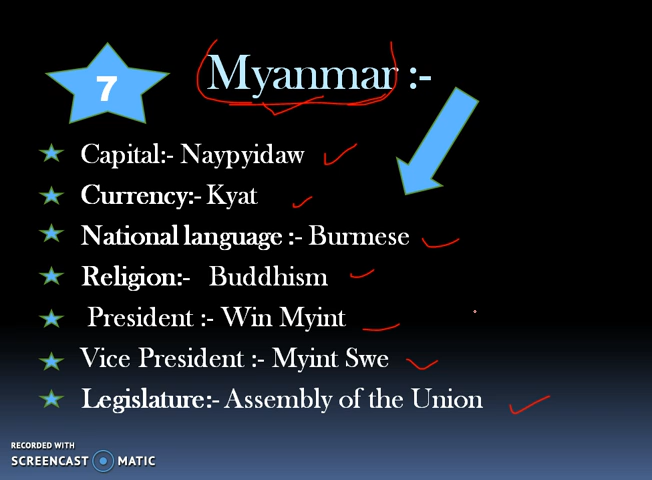 7
Myanmar :-
Capital:- Naypyidaw
Currency:- Kyat
National language :- Burmese
Religion:- Buddhism
President :- Win Myint
Vice President :- Myint Swe
Legislature:- Assembly of the Union
RECORDED WITH
SCREENCAST MATIC